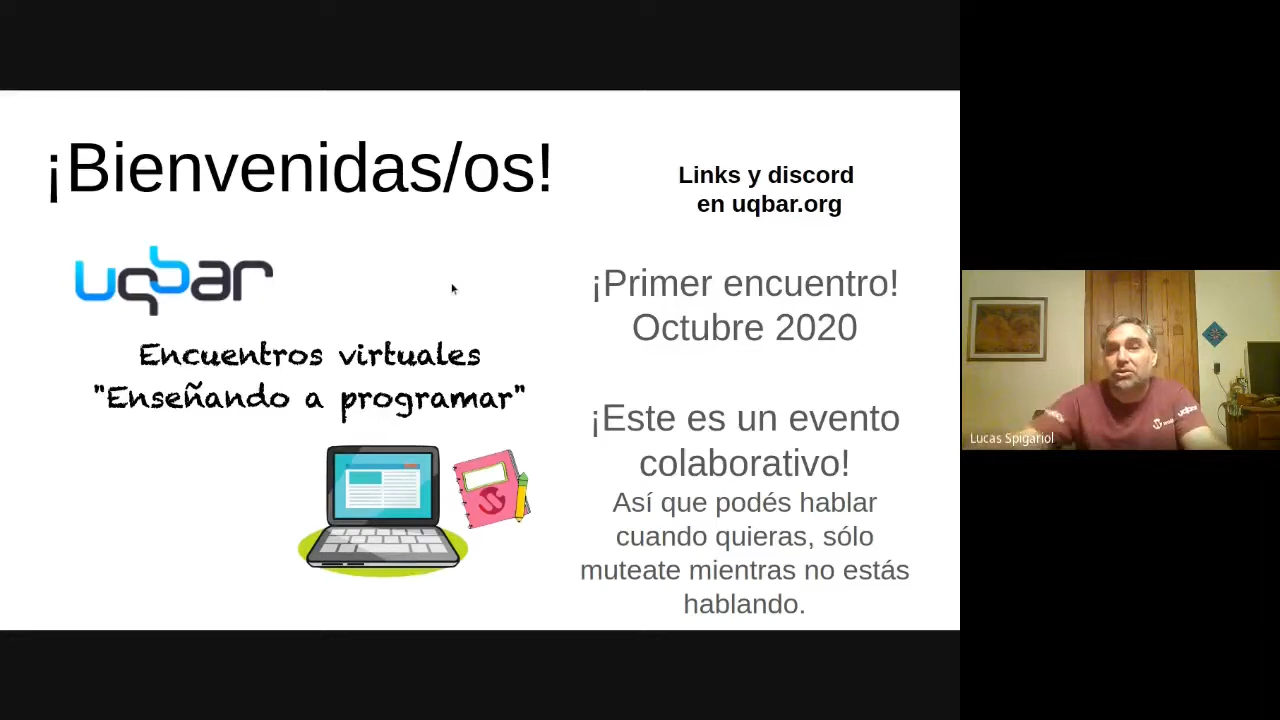 ¡Bienvenidas/os!
Links y discord
en uqbar.org
uqbar
Encuentros virtuales
"Enseñando a programar"
¡Primer encuentro!
Octubre 2020
¡Este es un evento
colaborativo!
Así que podés hablar
cuando quieras, sólo
muteate mientras no estás
hablando.
uqbar
Lucas Spigariol